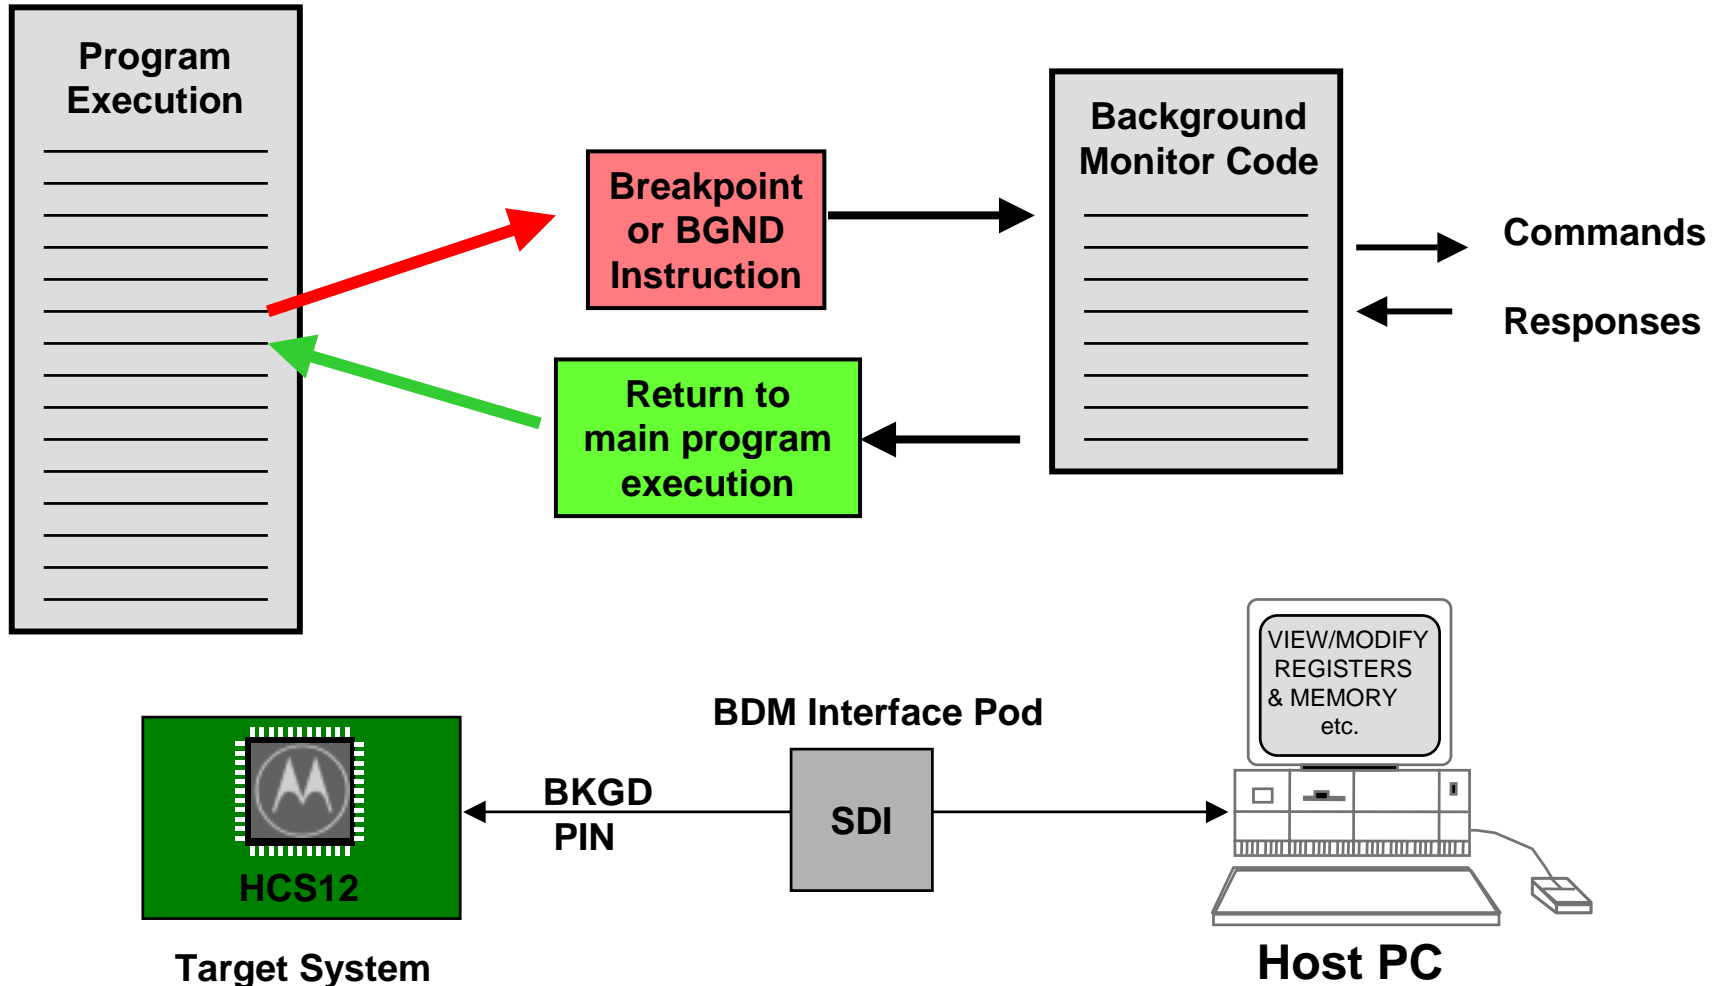 Program
Execution
Breakpoint
or BGND
Instruction
Background
Monitor Code
Commands
Responses
Return to
main program
execution
VIEW/MODIFY
REGISTERS
& MEMORY
etc.
BDM Interface Pod
BKGD
PIN
SDI
HCS12
Target System
Host PC